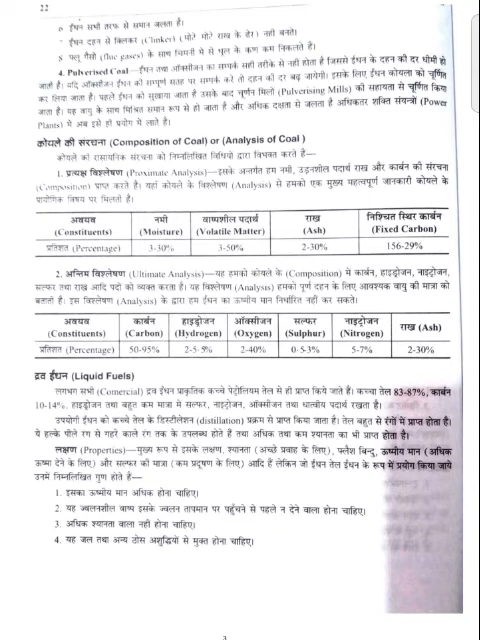 22
6 ईंधन सभी तरफ से समान जलता है।
7 ईंधन दहन से क्लिंकर (Clinker) (मोटे मोटे राख के ढेर) नहीं बनते।
8 फ्लू गैसों (flue gases) के साथ चिमनी में से धूल के कण कम निकलते हैं।
4. Pulverised Coal—ईंधन तथा ऑक्सीजन का सम्पर्क सही तरीके से नहीं होता है जिससे ईंधन के दहन की दर धीमी हो
जाती है। यदि ऑक्सीजन ईंधन की सम्पूर्ण सतह पर सम्पर्क करे तो दहन की दर बढ़ जायेगी। इसके लिए ईंधन कोयला को चूर्णित
कर लिया जाता है। पहले ईंधन को सुखाया जाता है उसके बाद चूर्णन मिलों (Pulverising Mills) की सहायता से चूर्णित किया
जाता है। यह वायु के साथ मिश्रित समान रूप से हो जाता है और अधिक दक्षता से जलता है अधिकतर शक्ति संयन्त्रों (Power
Plants) में अब इसे ही प्रयोग में लाते हैं।
कोयले की संरचना (Composition of Coal) or (Analysis of Coal)
कोयले की रासायनिक संरचना को निम्नलिखित विधियों द्वारा विभक्त करते हैं—
1. प्रत्यक्ष विश्लेषण (Proximate Analysis)—इसके अन्तर्गत हम नमी, उड़नशील पदार्थ राख और कार्बन की संरचना
(Composition) प्राप्त करते हैं। यहाँ कोयले के विश्लेषण (Analysis) से हमको एक मुख्य महत्वपूर्ण जानकारी कोयले के
प्रायोगिक विषय पर मिलती है।
अवयव नमी वाष्पशील पदार्थ राख निश्चित स्थिर कार्बन
(Constituents) (Moisture) (Volatile Matter) (Ash) (Fixed Carbon)
प्रतिशत (Percentage) 3-30% 3-50% 2-30% 156-29%
2. अन्तिम विश्लेषण (Ultimate Analysis)—यह हमको कोयले के (Composition) में कार्बन, हाइड्रोजन, नाइट्रोजन,
सल्फर तथा राख आदि पदों को व्यक्त करता है। यह विश्लेषण (Analysis) हमको पूर्ण दहन के लिए आवश्यक वायु की मात्रा को
बताती है। इस विश्लेषण (Analysis) के द्वारा हम ईंधन का ऊष्मीय मान निर्धारित नहीं कर सकते।
अवयव कार्बन हाइड्रोजन ऑक्सीजन सल्फर नाइट्रोजन राख (Ash)
(Constituents) (Carbon) (Hydrogen) (Oxygen) (Sulphur) (Nitrogen)
प्रतिशत (Percentage) 50-95% 2-5·5% 2-40% 0·5-3% 5-7% 2-30%
द्रव ईंधन (Liquid Fuels)
लगभग सभी (Comercial) द्रव ईंधन प्राकृतिक कच्चे पेट्रोलियम तेल से ही प्राप्त किये जाते हैं। कच्चा तेल 83-87%, कार्बन
10-14%, हाइड्रोजन तथा बहुत कम मात्रा में सल्फर, नाइट्रोजन, ऑक्सीजन तथा धात्वीय पदार्थ रखता है।
उपयोगी ईंधन को कच्चे तेल के डिस्टीलेशन (distillation) प्रक्रम से प्राप्त किया जाता है। तेल बहुत से रंगों में प्राप्त होता है।
ये हल्के पीले रंग से गहरे काले रंग तक के उपलब्ध होते हैं तथा अधिक तथा कम श्यानता का भी प्राप्त होता है।
लक्षण (Properties)—मुख्य रूप से इसके लक्षण, श्यानता (अच्छे प्रवाह के लिए), फ्लैश बिन्दु, ऊष्मीय मान (अधिक
ऊष्मा देने के लिए) और सल्फर की मात्रा (कम प्रदूषण के लिए) आदि हैं लेकिन जो ईंधन तेल ईंधन के रूप में प्रयोग किया जाये
उनमें निम्नलिखित गुण होते हैं—
1. इसका ऊष्मीय मान अधिक होना चाहिए।
2. यह ज्वलनशील वाष्प इसके ज्वलन तापमान पर पहुँचने से पहले न देने वाला होना चाहिए।
3. अधिक श्यानता वाला नहीं होना चाहिए।
4. यह जल तथा अन्य ठोस अशुद्धियों से मुक्त होना चाहिए।